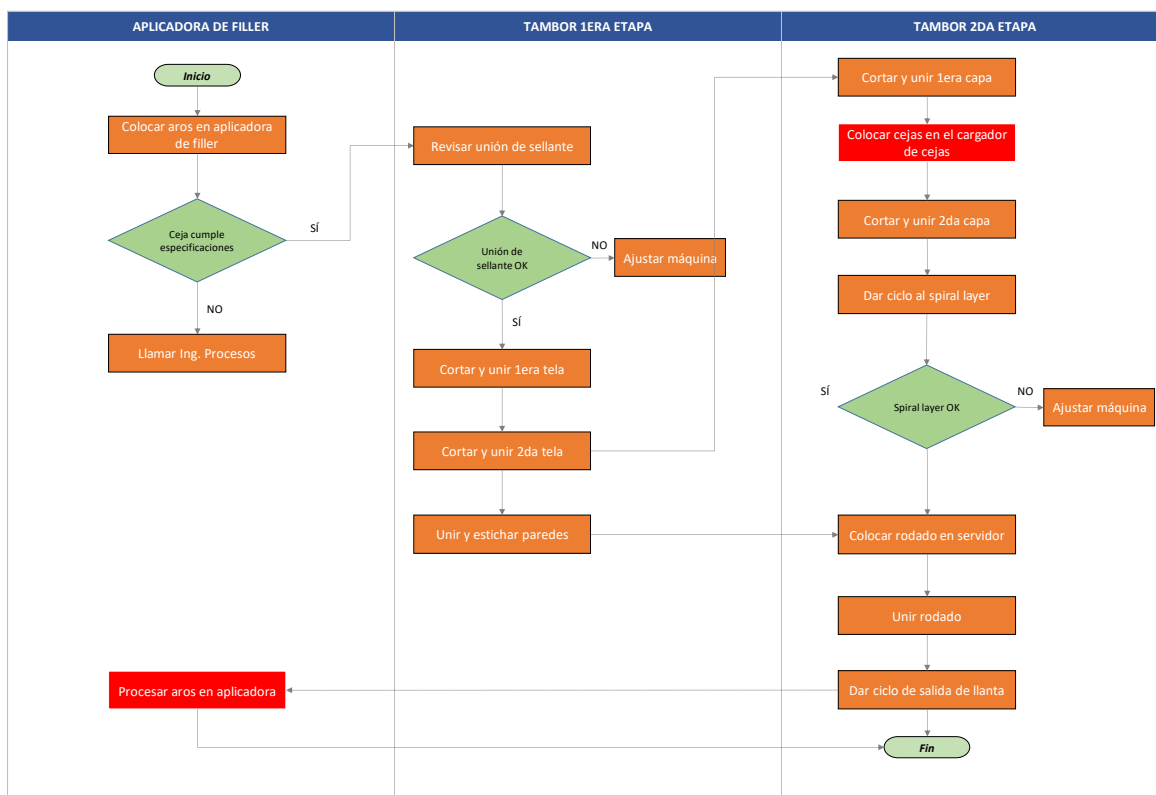 APLICADORA DE FILLER
TAMBOR 1ERA ETAPA
TAMBOR 2DA ETAPA
Inicio
Colocar aros en aplicadora
de filler
Ceja cumple
especificaciones
SÍ
NO
Llamar Ing. Procesos
Procesar aros en aplicadora
Revisar unión de sellante
Unión de
sellante OK
NO
Ajustar máquina
SÍ
Cortar y unir 1era tela
Cortar y unir 2da tela
Unir y estichar paredes
Cortar y unir 1era capa
Colocar cejas en el cargador
de cejas
Cortar y unir 2da capa
Dar ciclo al spiral layer
SÍ
Spiral layer OK
NO
Ajustar máquina
Colocar rodado en servidor
Unir rodado
Dar ciclo de salida de llanta
Fin